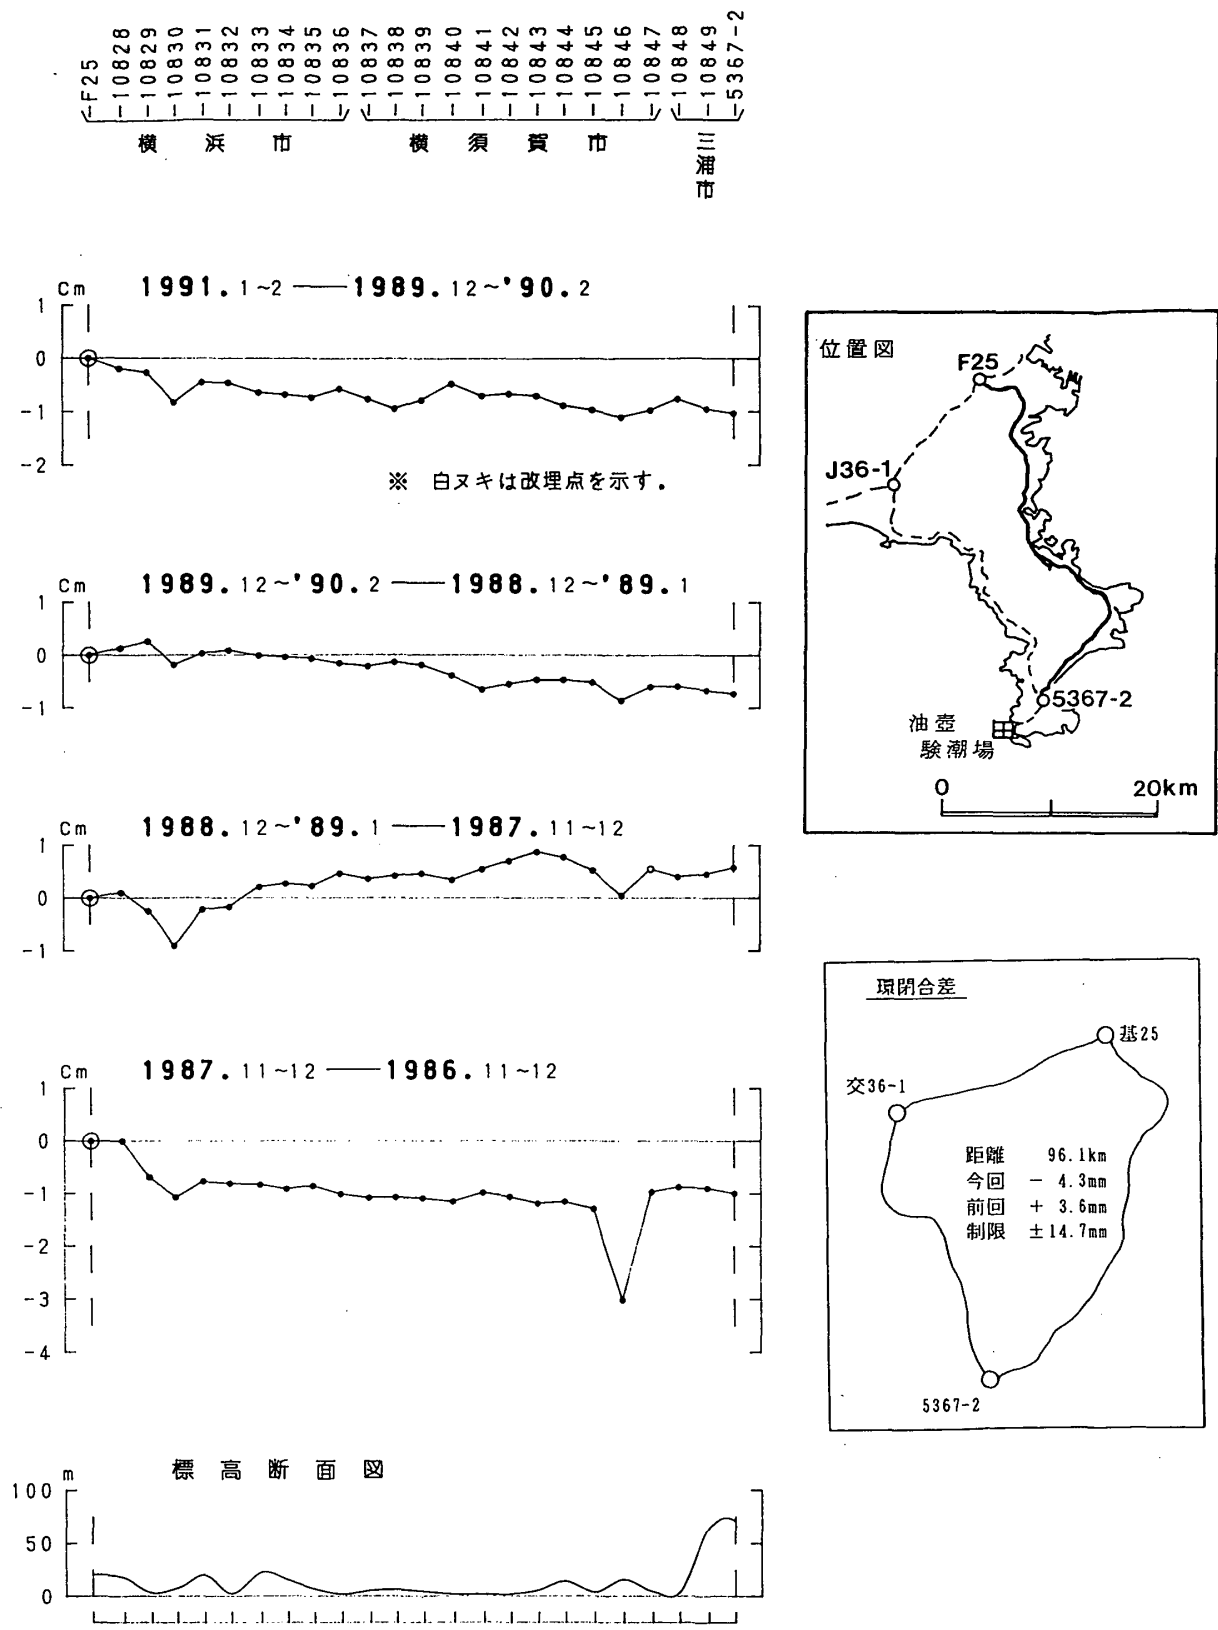 -F25
-10828
-10829
-10830
-10831
-10832
-10833
-10834
-10835
-10836
-10837
-10838
-10839
-10840
-10841
-10842
-10843
-10844
-10845
-10846
-10847
-10848
-10849
-5367-2
横 浜 市
横 須 賀 市
三浦市
Cm 1991.1~2 ── 1989.12~'90.2
1
0
-1
-2
※ 白ヌキは改埋点を示す.
Cm 1989.12~'90.2 ── 1988.12~'89.1
1
0
-1
Cm 1988.12~'89.1 ── 1987.11~12
1
0
-1
Cm 1987.11~12 ── 1986.11~12
1
0
-1
-2
-3
-4
標 高 断 面 図
m
100
50
0
位置図
F25
J36-1
5367-2
油壺
験潮場
0 20km
環閉合差
基25
交36-1
距離 96.1km
今回 - 4.3mm
前回 + 3.6mm
制限 ±14.7mm
5367-2